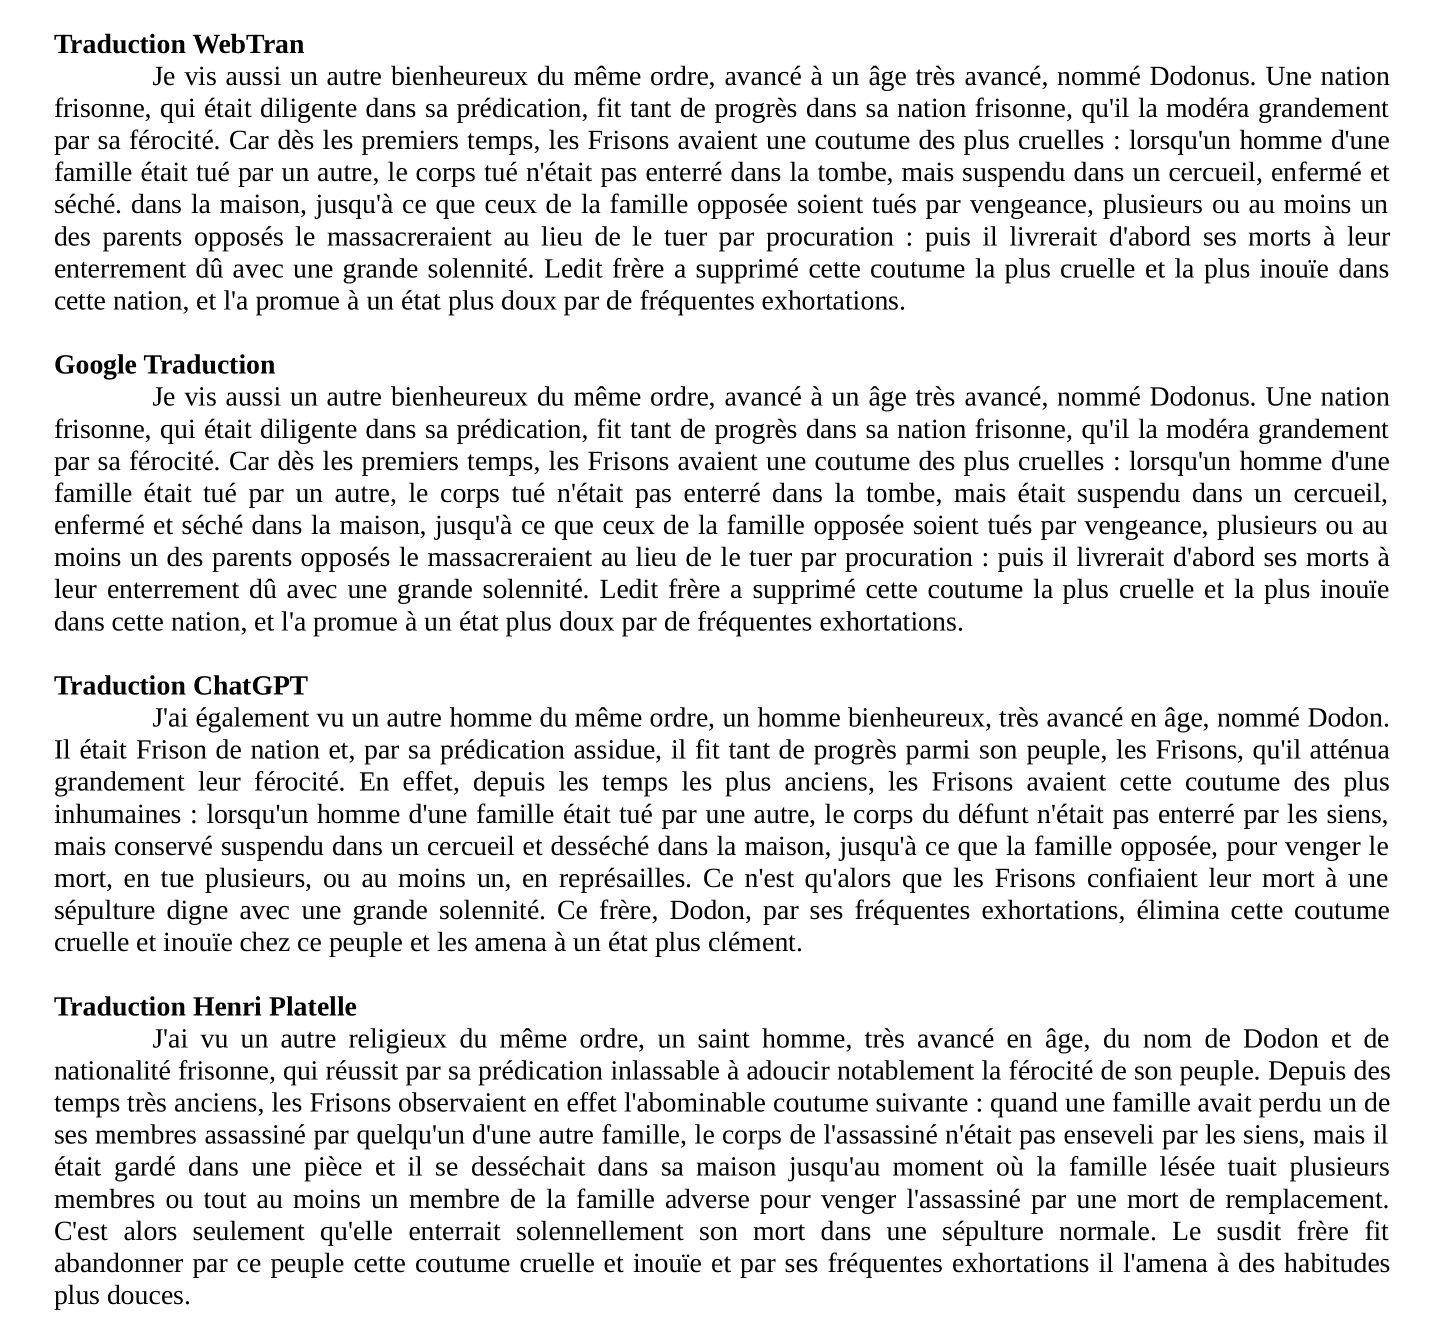 Traduction WebTran
Je vis aussi un autre bienheureux du même ordre, avancé à un âge très avancé, nommé Dodonus. Une nation
frisonne, qui était diligente dans sa prédication, fit tant de progrès dans sa nation frisonne, qu'il la modéra grandement
par sa férocité. Car dès les premiers temps, les Frisons avaient une coutume des plus cruelles : lorsqu'un homme d'une
famille était tué par un autre, le corps tué n'était pas enterré dans la tombe, mais suspendu dans un cercueil, enfermé et
séché. dans la maison, jusqu'à ce que ceux de la famille opposée soient tués par vengeance, plusieurs ou au moins un
des parents opposés le massacreraient au lieu de le tuer par procuration : puis il livrerait d'abord ses morts à leur
enterrement dû avec une grande solennité. Ledit frère a supprimé cette coutume la plus cruelle et la plus inouïe dans
cette nation, et l'a promue à un état plus doux par de fréquentes exhortations.
Google Traduction
Je vis aussi un autre bienheureux du même ordre, avancé à un âge très avancé, nommé Dodonus. Une nation
frisonne, qui était diligente dans sa prédication, fit tant de progrès dans sa nation frisonne, qu'il la modéra grandement
par sa férocité. Car dès les premiers temps, les Frisons avaient une coutume des plus cruelles : lorsqu'un homme d'une
famille était tué par un autre, le corps tué n'était pas enterré dans la tombe, mais était suspendu dans un cercueil,
enfermé et séché dans la maison, jusqu'à ce que ceux de la famille opposée soient tués par vengeance, plusieurs ou au
moins un des parents opposés le massacreraient au lieu de le tuer par procuration : puis il livrerait d'abord ses morts à
leur enterrement dû avec une grande solennité. Ledit frère a supprimé cette coutume la plus cruelle et la plus inouïe
dans cette nation, et l'a promue à un état plus doux par de fréquentes exhortations.
Traduction ChatGPT
J'ai également vu un autre homme du même ordre, un homme bienheureux, très avancé en âge, nommé Dodon.
Il était Frison de nation et, par sa prédication assidue, il fit tant de progrès parmi son peuple, les Frisons, qu'il atténua
grandement leur férocité. En effet, depuis les temps les plus anciens, les Frisons avaient cette coutume des plus
inhumaines : lorsqu'un homme d'une famille était tué par une autre, le corps du défunt n'était pas enterré par les siens,
mais conservé suspendu dans un cercueil et desséché dans la maison, jusqu'à ce que la famille opposée, pour venger le
mort, en tue plusieurs, ou au moins un, en représailles. Ce n'est qu'alors que les Frisons confiaient leur mort à une
sépulture digne avec une grande solennité. Ce frère, Dodon, par ses fréquentes exhortations, élimina cette coutume
cruelle et inouïe chez ce peuple et les amena à un état plus clément.
Traduction Henri Platelle
J'ai vu un autre religieux du même ordre, un saint homme, très avancé en âge, du nom de Dodon et de
nationalité frisonne, qui réussit par sa prédication inlassable à adoucir notablement la férocité de son peuple. Depuis des
temps très anciens, les Frisons observaient en effet l'abominable coutume suivante : quand une famille avait perdu un de
ses membres assassiné par quelqu'un d'une autre famille, le corps de l'assassiné n'était pas enseveli par les siens, mais il
était gardé dans une pièce et il se desséchait dans sa maison jusqu'au moment où la famille lésée tuait plusieurs
membres ou tout au moins un membre de la famille adverse pour venger l'assassiné par une mort de remplacement.
C'est alors seulement qu'elle enterrait solennellement son mort dans une sépulture normale. Le susdit frère fit
abandonner par ce peuple cette coutume cruelle et inouïe et par ses fréquentes exhortations il l'amena à des habitudes
plus douces.